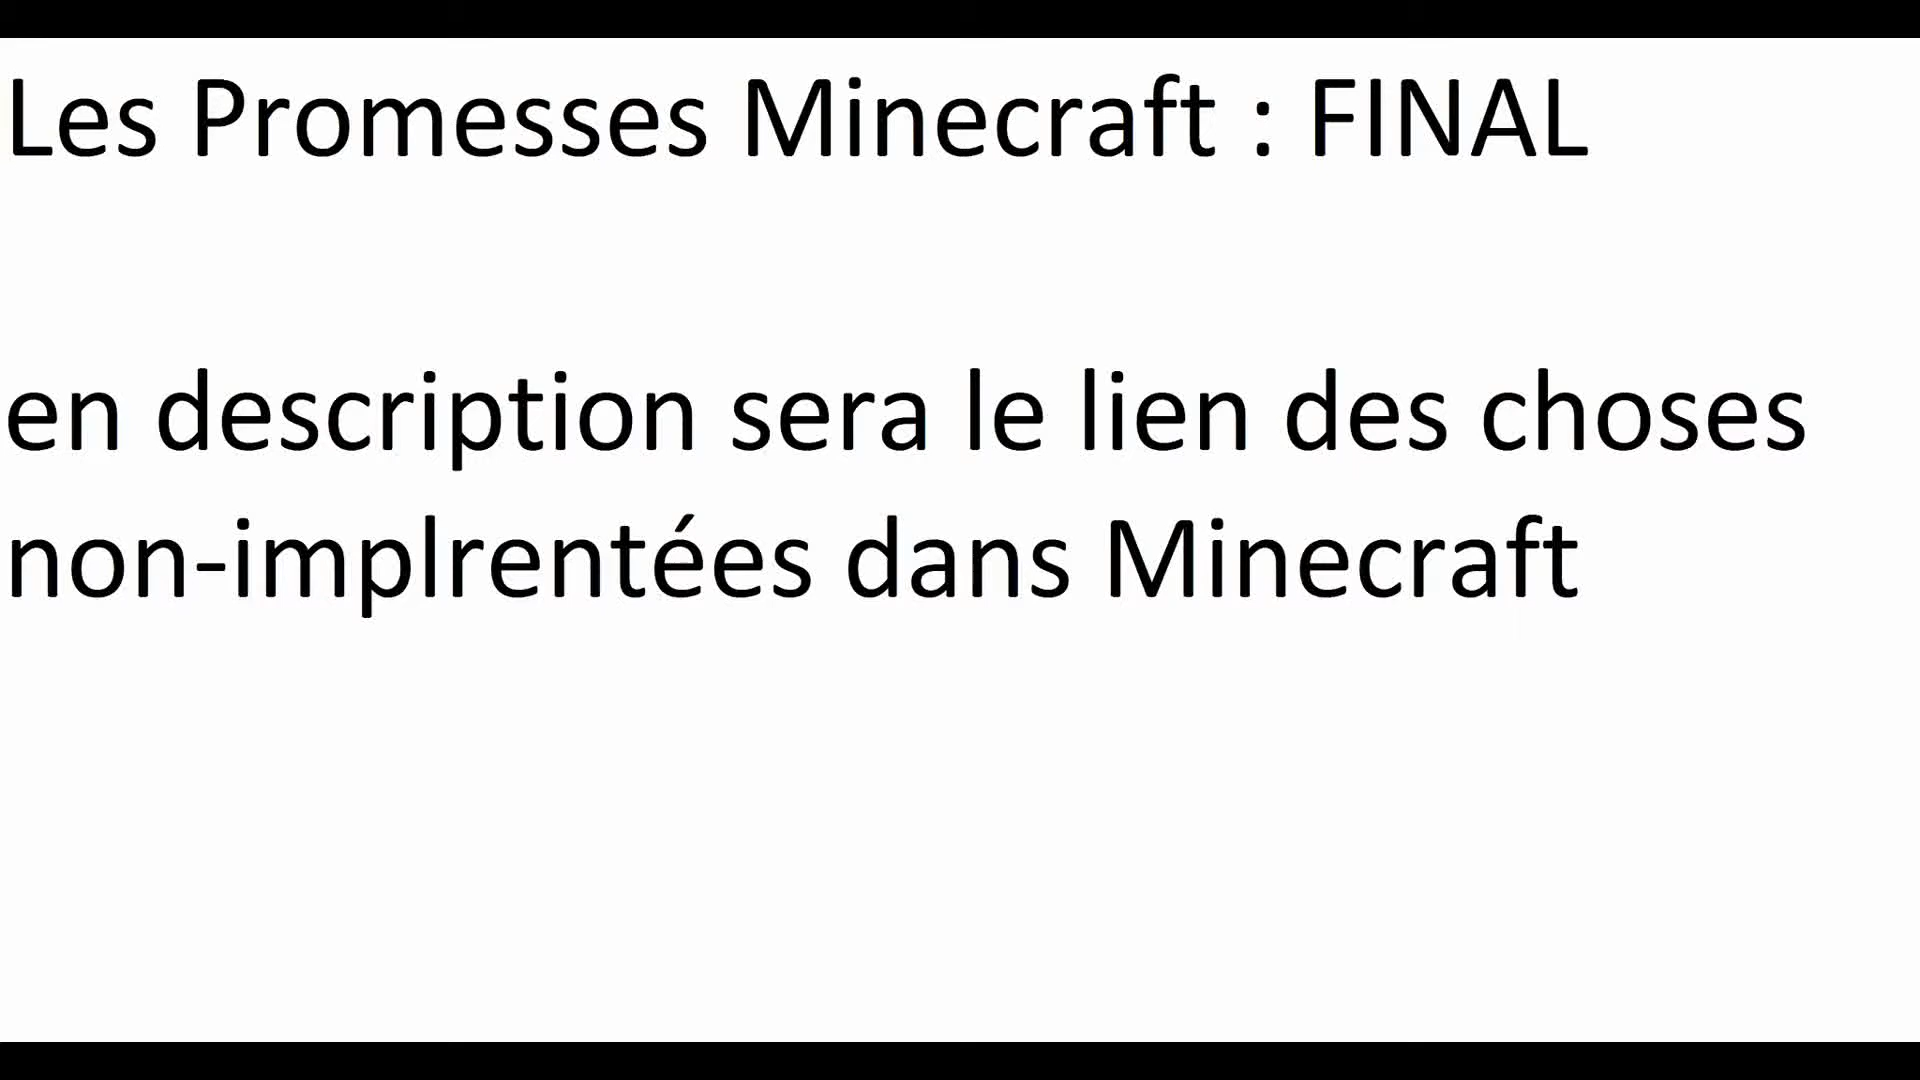 Les Promesses Minecraft : FINAL
en description sera le lien des choses
non-implrentées dans Minecraft